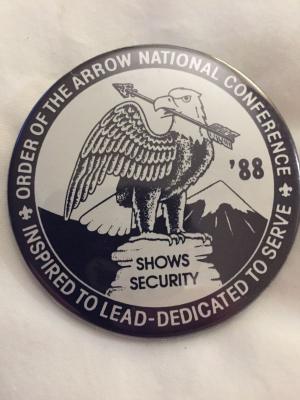 ORDER OF THE ARROW NATIONAL CONFERENCE
'88
SHOWS
SECURITY
INSPIRED TO LEAD-DEDICATED TO SERVE